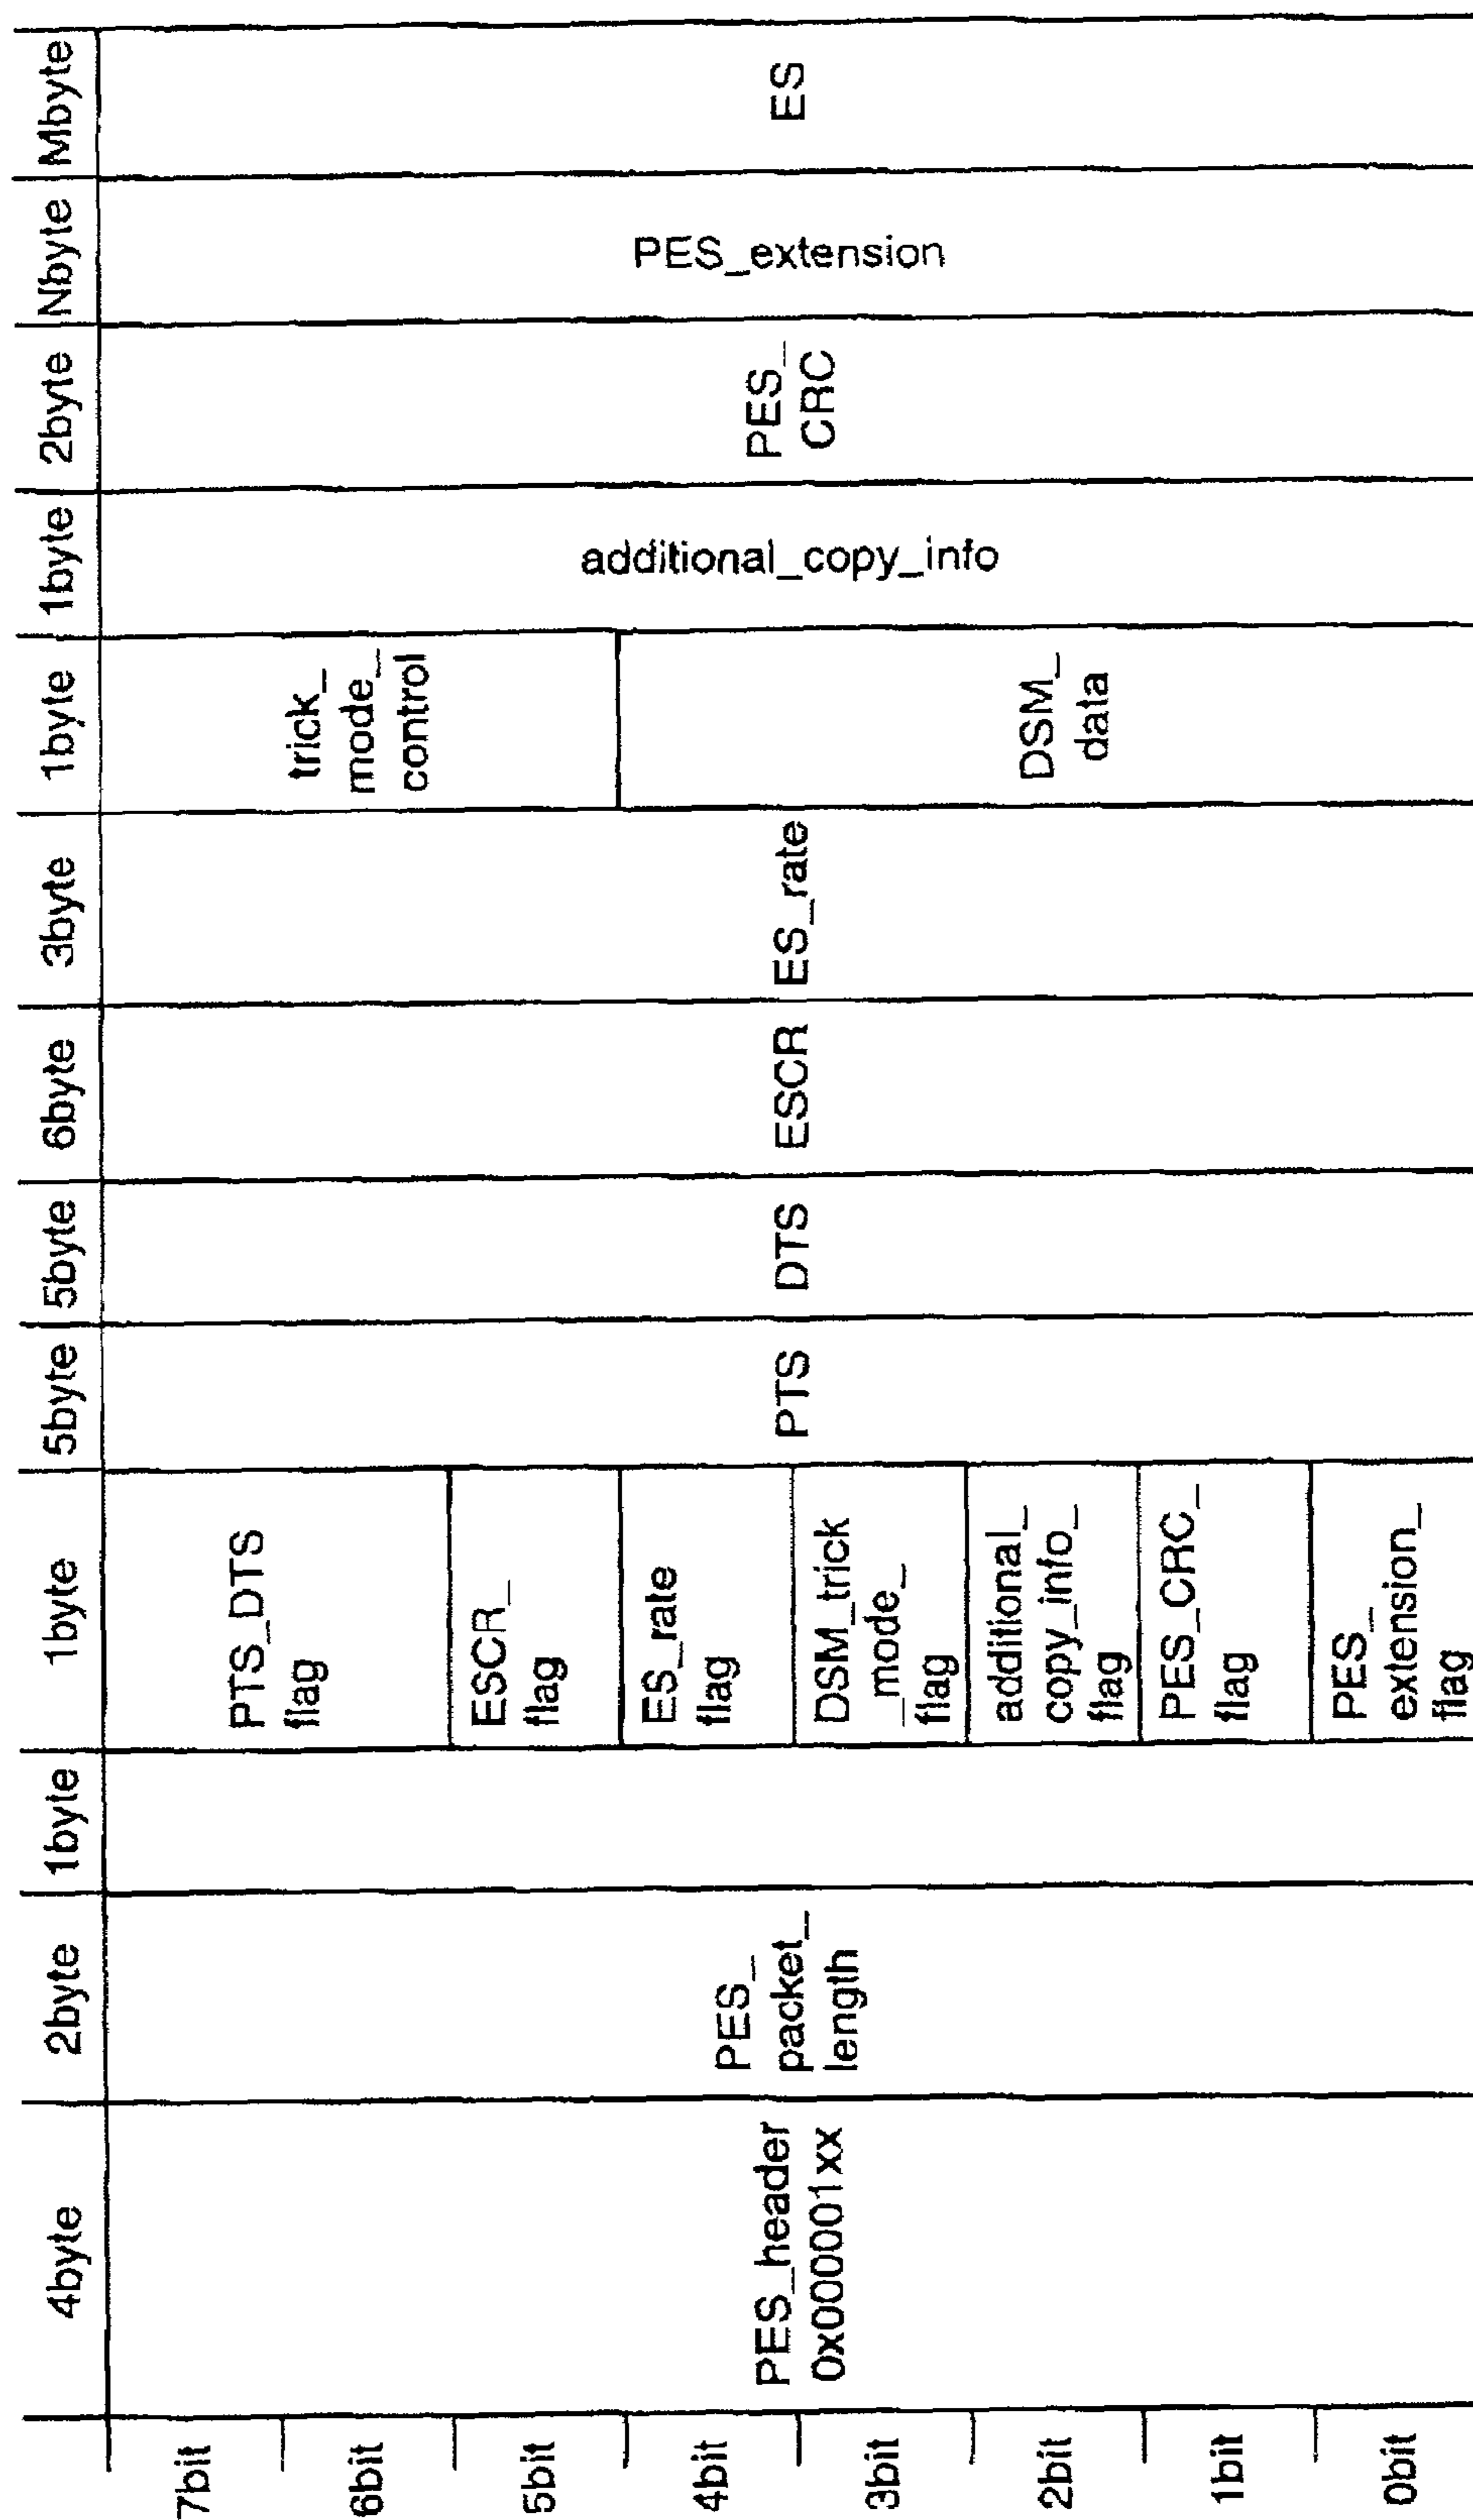 4byte
2byte
1byte
1byte
5byte
5byte
6byte
3byte
1byte
1byte
2byte
Nbyte
Mbyte
7bit
6bit
5bit
4bit
3bit
2bit
1bit
0bit
PES_header
0x000001xx
PES_
packet_
length
PTS_DTS
flag
ESCR_
flag
ES_rate
flag
DSM_trick
_mode_
flag
additional_
copy_info_
flag
PES_CRC_
flag
PES_
extension_
flag
PTS
DTS
ESCR
ES_rate
trick_
mode_
control
DSM_
data
additional_copy_info
PES_
CRC
PES_extension
ES